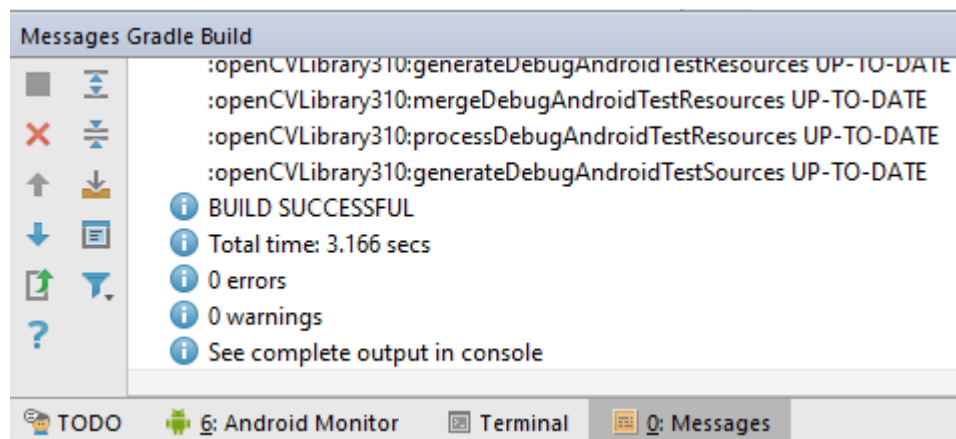 Messages Gradle Build
:openCVLibrary310:generateDebugAndroidTestResources UP-TO-DATE
:openCVLibrary310:mergeDebugAndroidTestResources UP-TO-DATE
:openCVLibrary310:processDebugAndroidTestResources UP-TO-DATE
:openCVLibrary310:generateDebugAndroidTestSources UP-TO-DATE
BUILD SUCCESSFUL
Total time: 3.166 secs
0 errors
0 warnings
See complete output in console
TODO 6: Android Monitor Terminal 0: Messages